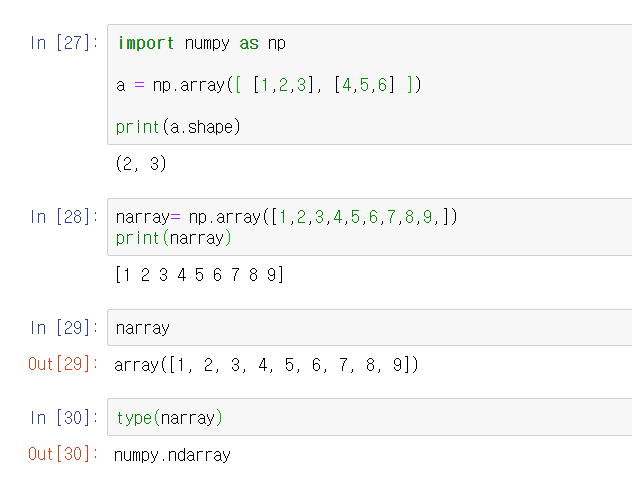 In [27]: import numpy as np
a = np.array([ [1,2,3], [4,5,6] ])
print(a.shape)
(2, 3)
In [28]: narray= np.array([1,2,3,4,5,6,7,8,9,])
print(narray)
[1 2 3 4 5 6 7 8 9]
In [29]: narray
Out[29]: array([1, 2, 3, 4, 5, 6, 7, 8, 9])
In [30]: type(narray)
Out[30]: numpy.ndarray